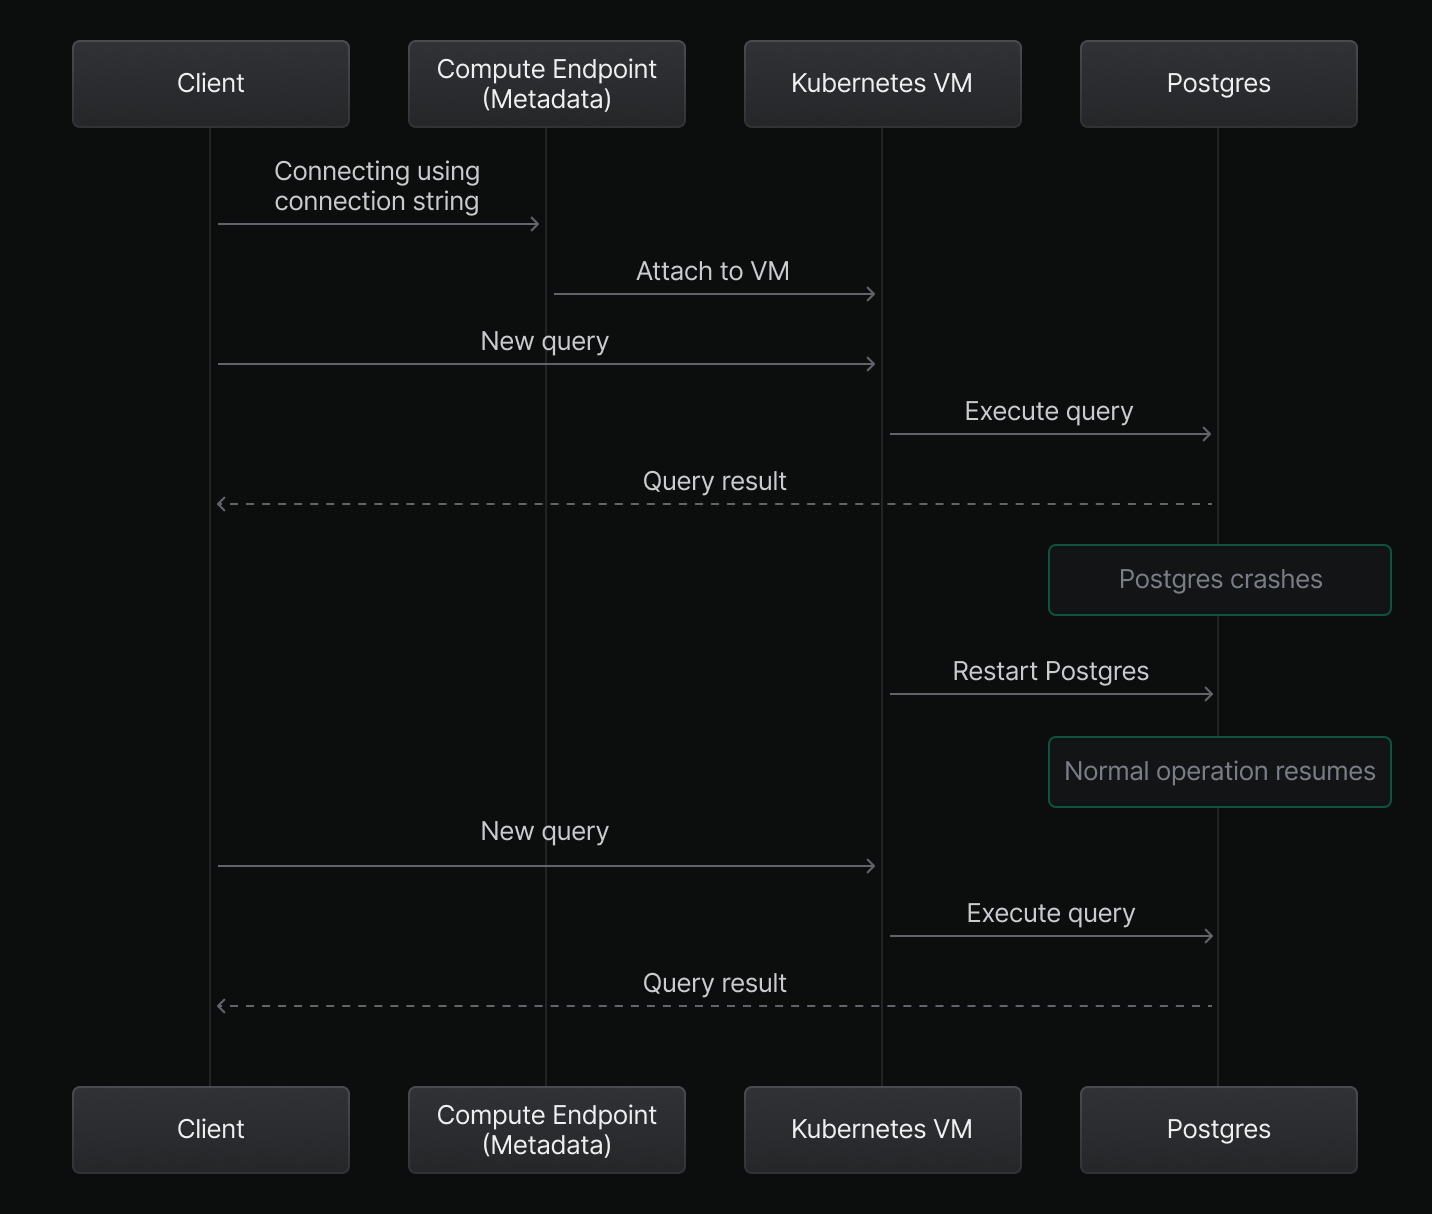 Client
Compute Endpoint
(Metadata)
Kubernetes VM
Postgres
Connecting using
connection string
Attach to VM
New query
Execute query
Query result
Postgres crashes
Restart Postgres
Normal operation resumes
New query
Execute query
Query result
Client
Compute Endpoint
(Metadata)
Kubernetes VM
Postgres